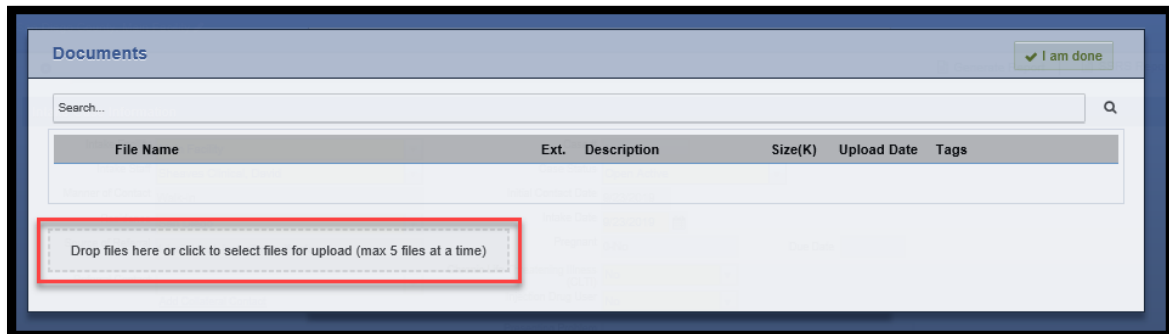 Documents
I am done
Search...
File Name Ext. Description Size(K) Upload Date Tags
Drop files here or click to select files for upload (max 5 files at a time)